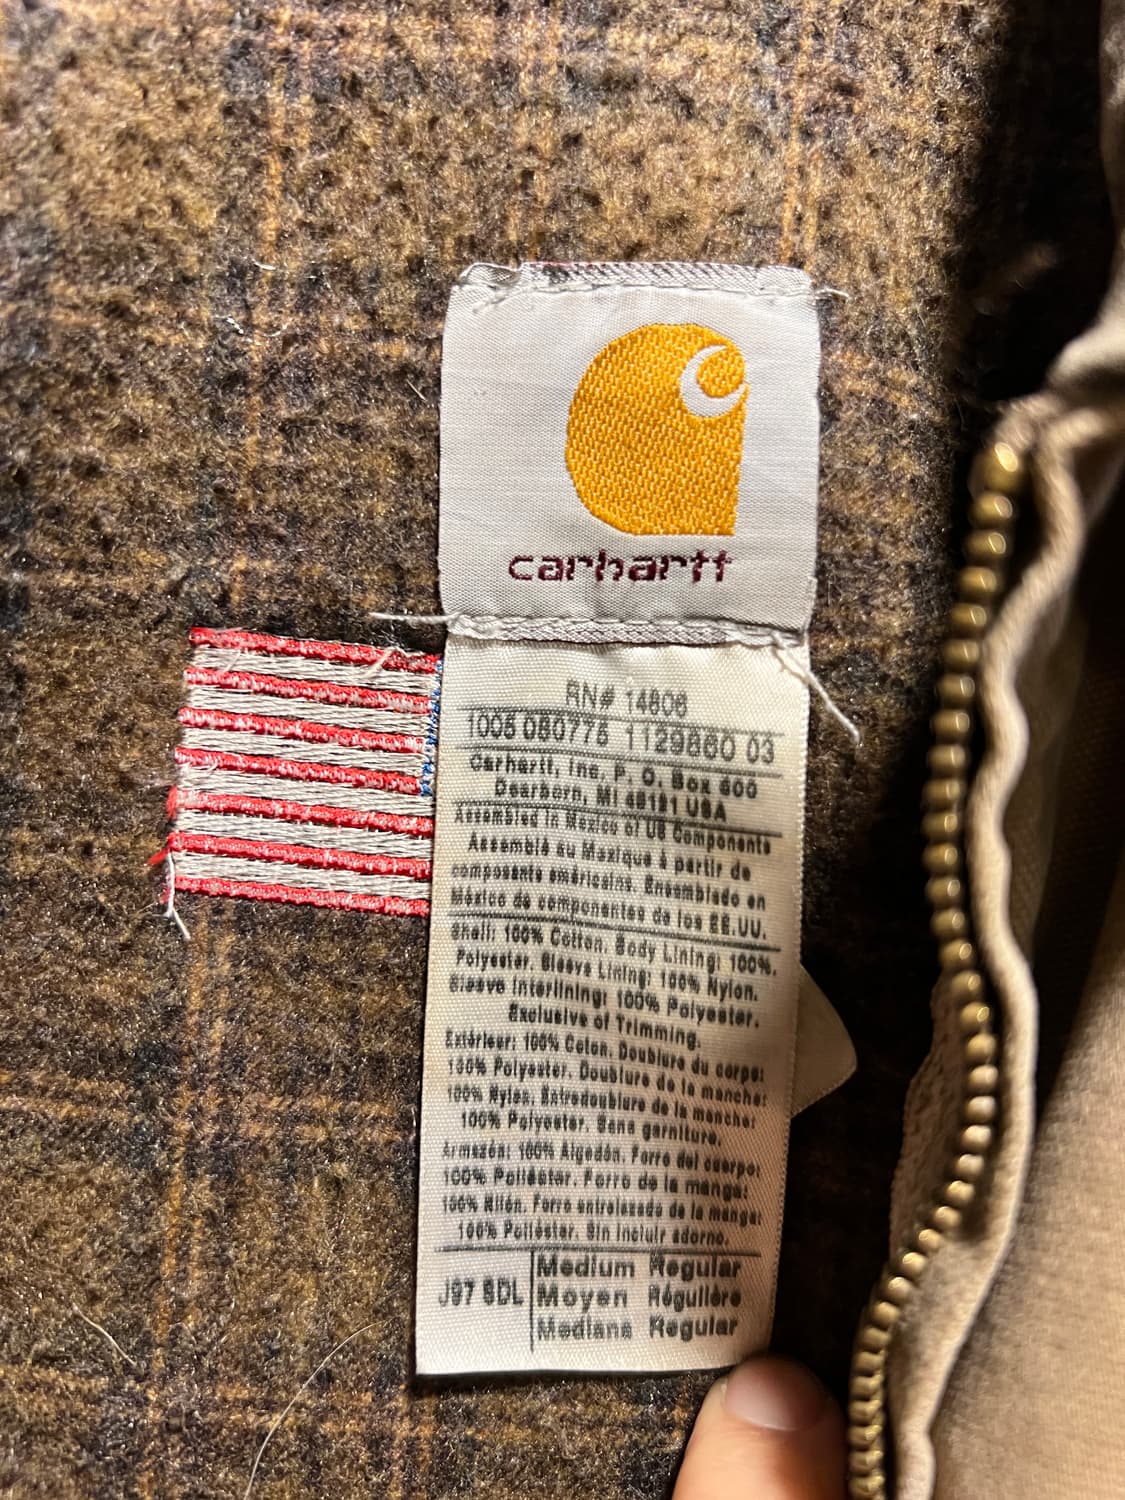 carhartt
RN# 14806
1005 080775 1129860 03
Carhartt, Inc. P. O. Box 600
Dearborn, MI 48121 USA
Assembled in Mexico of US Components
Assemblé au Mexique à partir de
composants américains. Ensamblado en
México de componentes de los EE.UU.
Shell: 100% Cotton. Body Lining: 100%.
Polyester. Sleeve Lining: 100% Nylon.
Sleeve Interlining: 100% Polyester.
Exclusive of Trimming.
Extérieur: 100% Coton. Doublure du corps:
100% Polyester. Doublure de la manche:
100% Nylon. Entredoublure de la manche:
100% Polyester. Sans garniture.
Armazón: 100% Algodón. Forro del cuerpo:
100% Poliéster. Forro de la manga:
100% Nilón. Forro entrelazado de la manga:
100% Poliéster. Sin incluir adorno.
J97 SDL
Medium Regular
Moyen Régulière
Mediana Regular